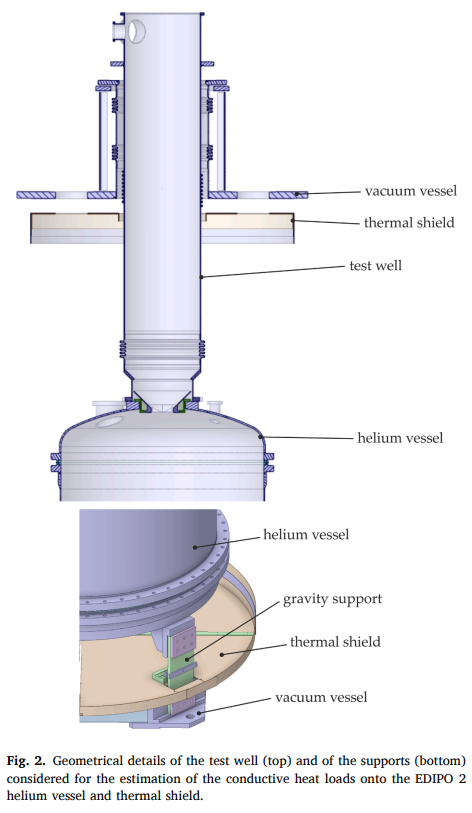 vacuum vessel
thermal shield
test well
helium vessel
helium vessel
gravity support
thermal shield
vacuum vessel
Fig. 2. Geometrical details of the test well (top) and of the supports (bottom)
considered for the estimation of the conductive heat loads onto the EDIPO 2
helium vessel and thermal shield.